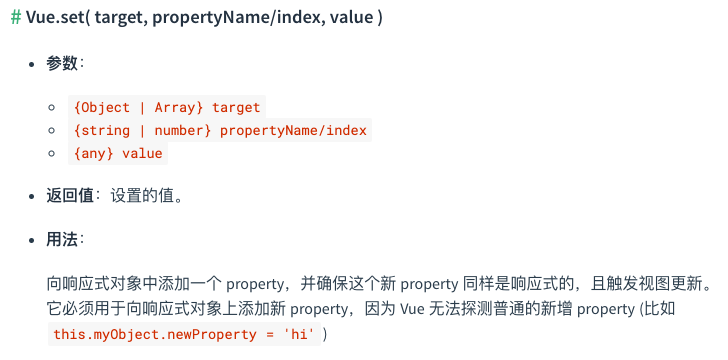 # Vue.set( target, propertyName/index, value )
参数：
{Object | Array} target
{string | number} propertyName/index
{any} value
返回值：设置的值。
用法：
向响应式对象中添加一个 property，并确保这个新 property 同样是响应式的，且触发视图更新。
它必须用于向响应式对象上添加新 property，因为 Vue 无法探测普通的新增 property (比如
this.myObject.newProperty = 'hi' )